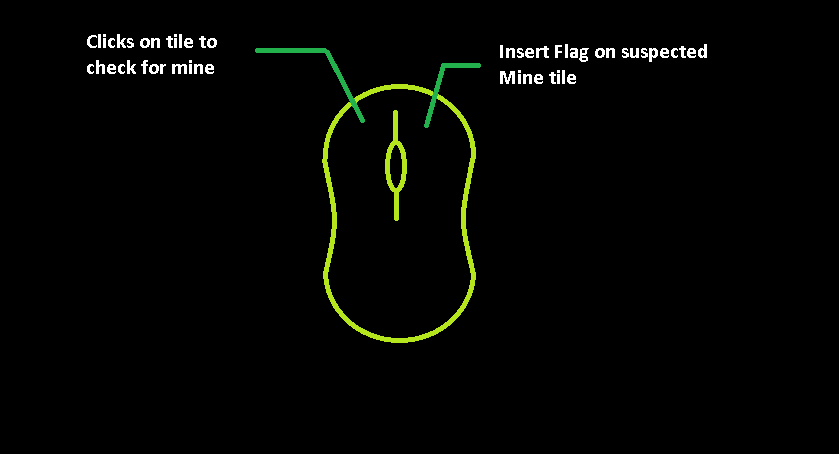 Clicks on tile to
check for mine
Insert Flag on suspected
Mine tile